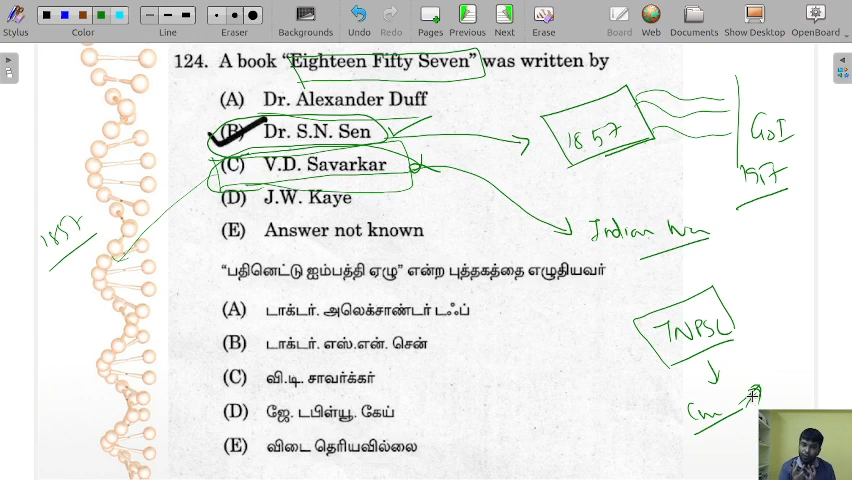 Stylus
Color
Line
Eraser
Backgrounds
Undo
Redo
Pages
Previous
Next
Erase
Board
Web
Documents
Show Desktop
OpenBoard
124. A book “Eighteen Fifty Seven” was written by
(A) Dr. Alexander Duff
(B) Dr. S.N. Sen
(C) V.D. Savarkar
(D) J.W. Kaye
(E) Answer not known
“பதினெட்டு ஐம்பத்தி ஏழு” என்ற புத்தகத்தை எழுதியவர்
(A) டாக்டர். அலெக்சாண்டர் டஃப்
(B) டாக்டர். எஸ்.என். சென்
(C) வி.டி. சாவர்க்கர்
(D) ஜே. டபிள்யூ. கேய்
(E) விடை தெரியவில்லை
1857
1857
GoI
Indian
TNPSC